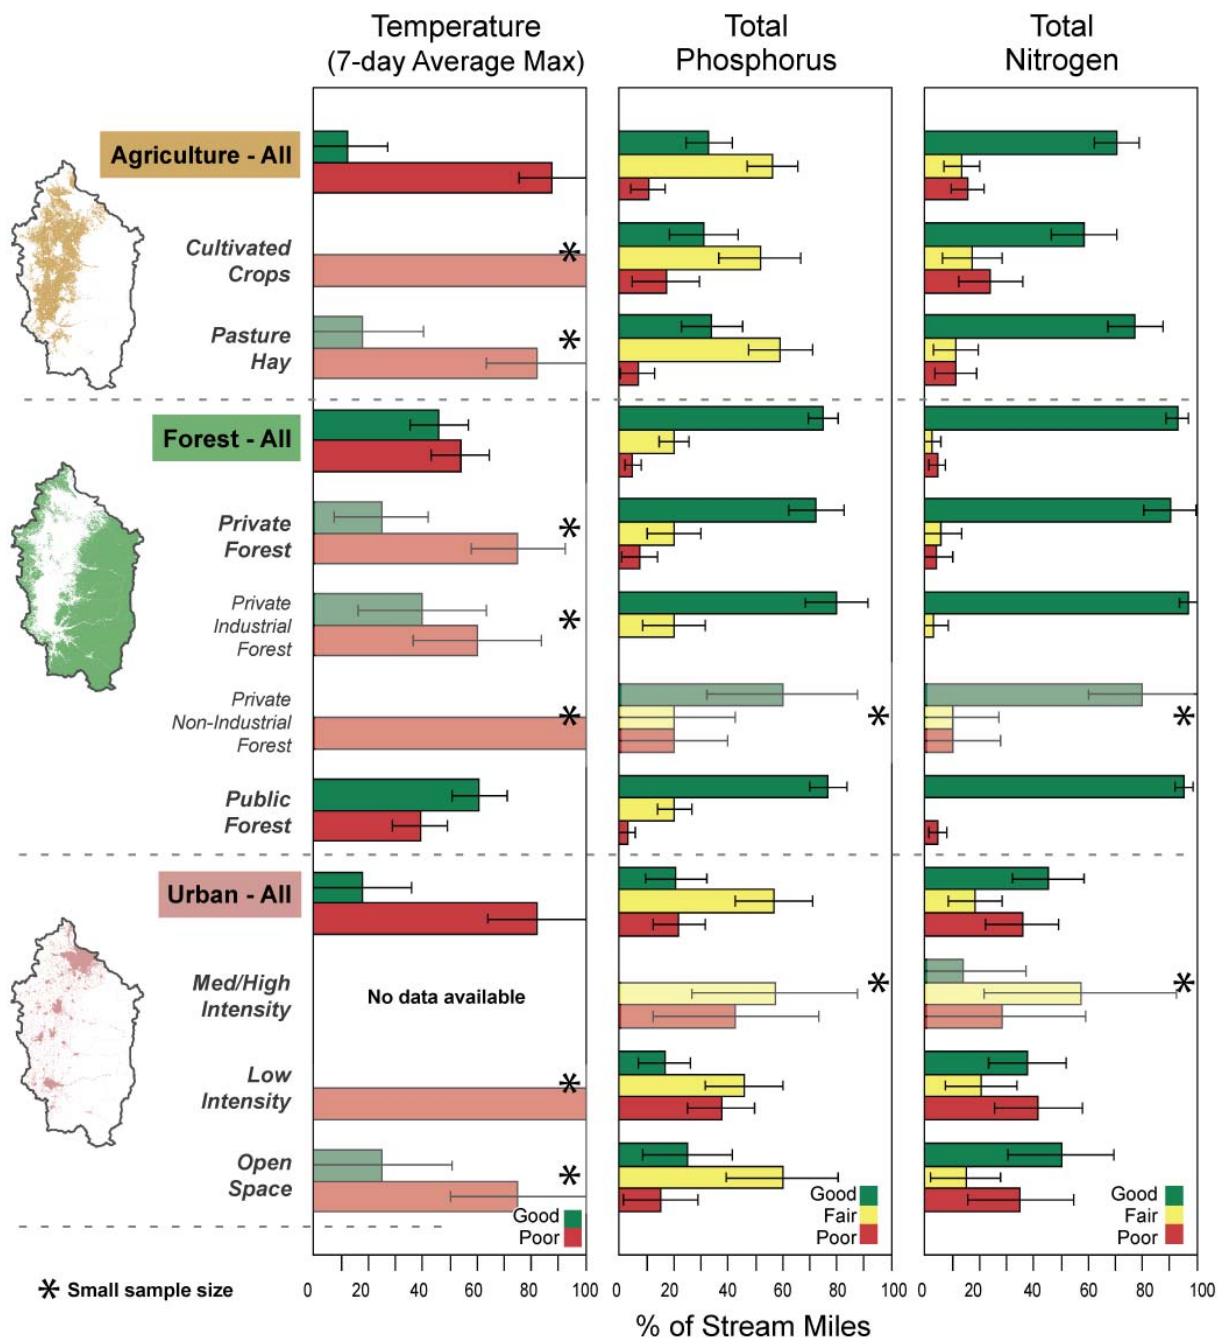 Temperature
(7-day Average Max)
Total
Phosphorus
Total
Nitrogen
Agriculture - All
Cultivated
Crops
*
Pasture
Hay
*
Forest - All
Private
Forest
*
Private
Industrial
Forest
*
Private
Non-Industrial
Forest
*
*
*
Public
Forest
Urban - All
Med/High
Intensity
No data available
*
*
Low
Intensity
*
Open
Space
*
Good
Poor
Good
Fair
Poor
Good
Fair
Poor
0 20 40 60 80 100
0 20 40 60 80 100
0 20 40 60 80 100
* Small sample size
% of Stream Miles